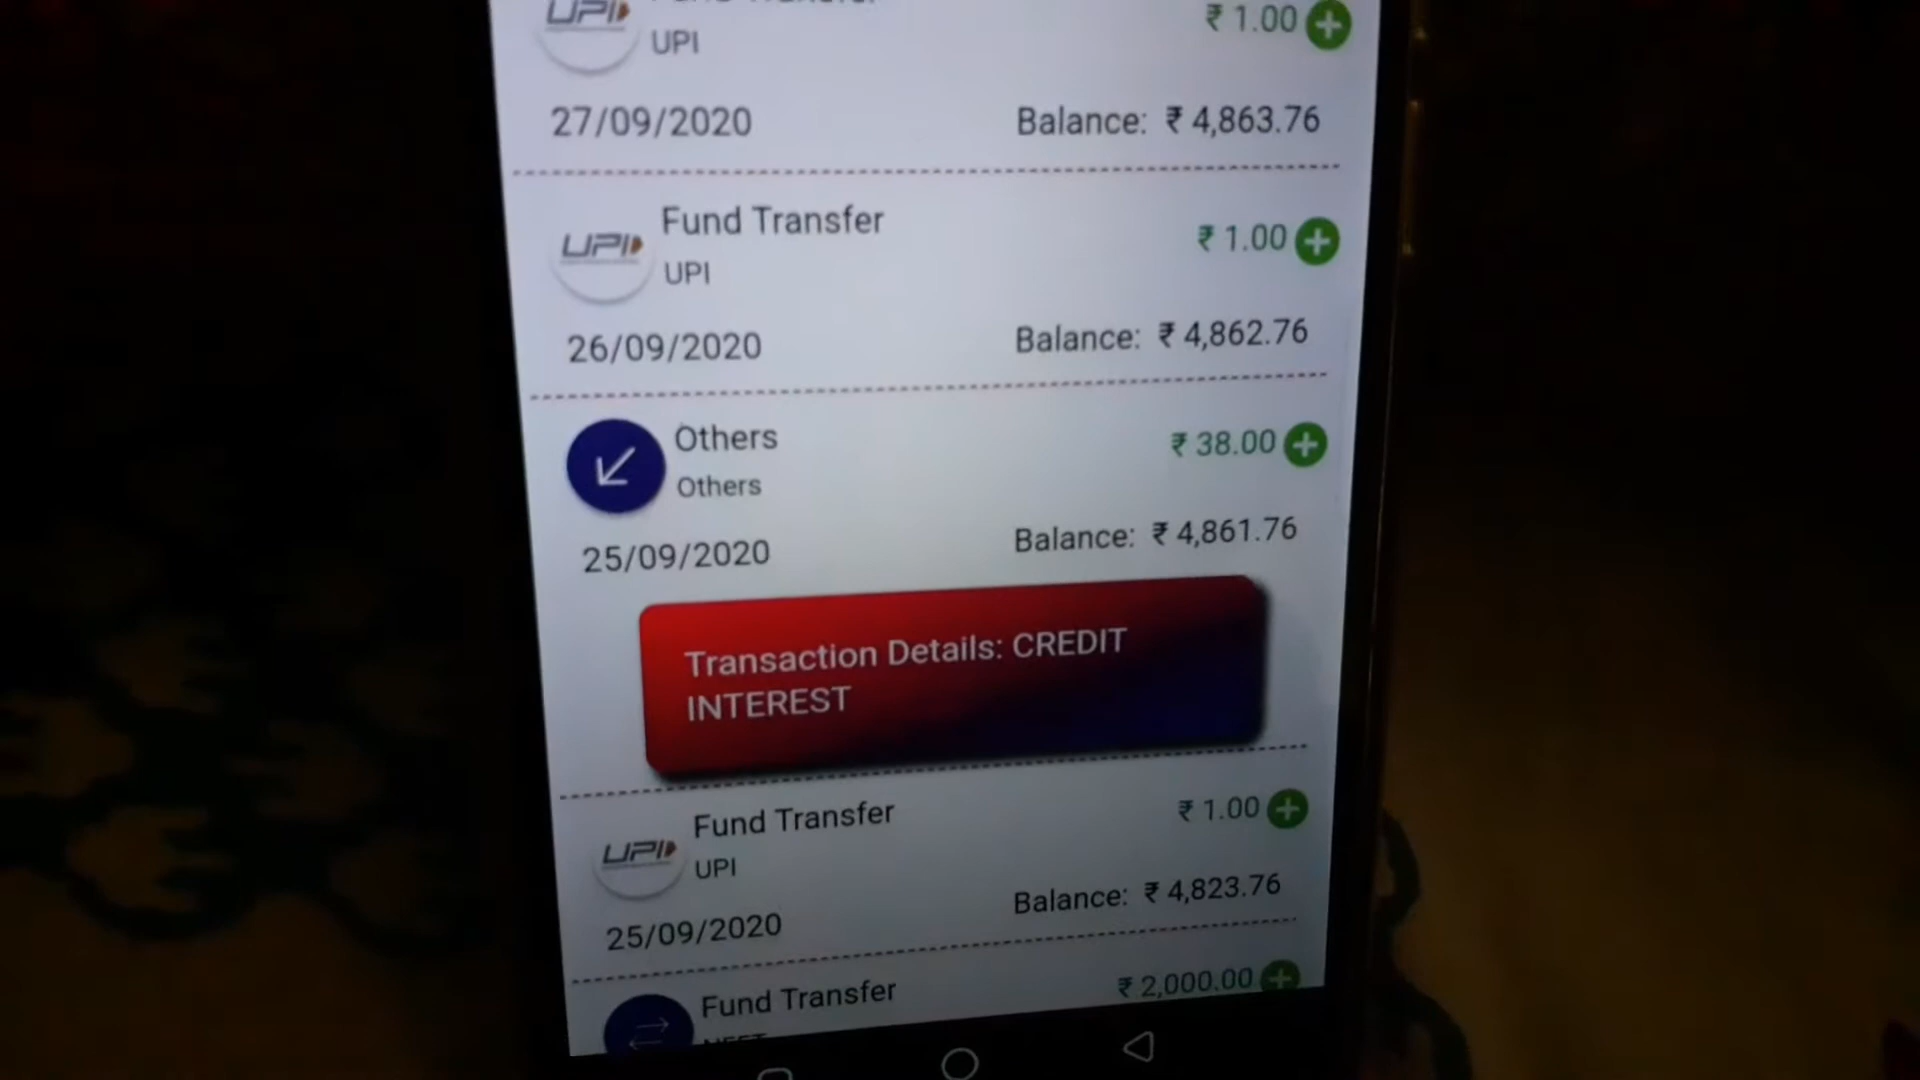 UPI
Fund Transfer
₹ 1.00
UPI
27/09/2020
Balance: ₹ 4,863.76
UPI
Fund Transfer
₹ 1.00
UPI
26/09/2020
Balance: ₹ 4,862.76
Others
₹ 38.00
Others
25/09/2020
Balance: ₹ 4,861.76
Transaction Details: CREDIT
INTEREST
UPI
Fund Transfer
₹ 1.00
UPI
25/09/2020
Balance: ₹ 4,823.76
Fund Transfer
₹ 2,000.00
NEFT